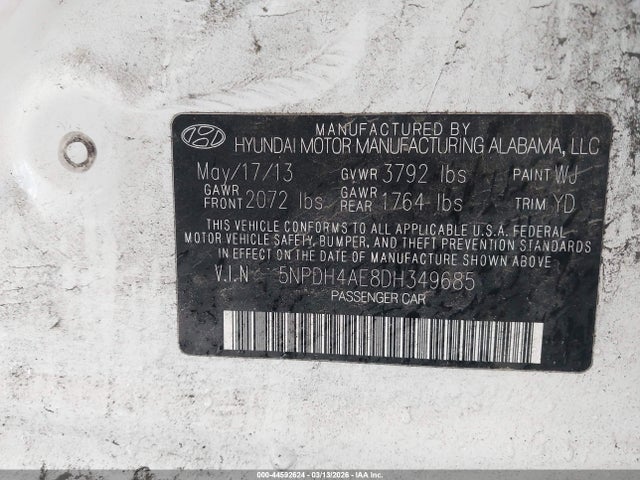 MANUFACTURED BY
HYUNDAI MOTOR MANUFACTURING ALABAMA, LLC
May/17/13 GVWR 3792 lbs PAINT WJ
GAWR FRONT 2072 lbs GAWR REAR 1764 lbs TRIM YD
THIS VEHICLE CONFORMS TO ALL APPLICABLE U.S.A. FEDERAL
MOTOR VEHICLE SAFETY, BUMPER, AND THEFT PREVENTION STANDARDS
IN EFFECT ON THE DATE OF MANUFACTURE SHOWN ABOVE.
V.I.N 5NPDH4AE8DH349685
PASSENGER CAR
000-44592624 - 03/13/2026 - IAA Inc.